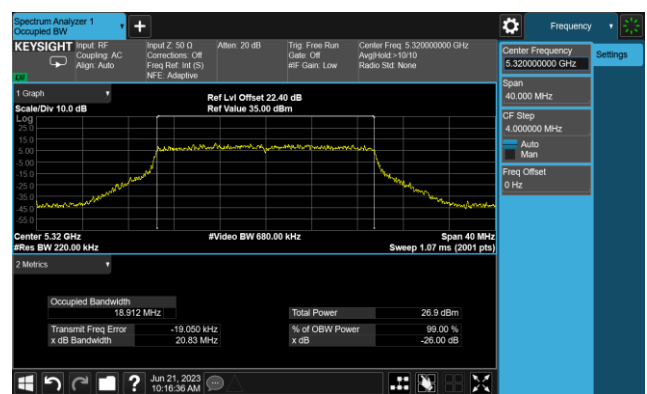 Spectrum Analyzer 1
Occupied BW
+
Frequency
KEYSIGHT
Input: RF
Coupling: AC
Align: Auto
Input Z: 50 Ω
Corrections: Off
Freq Ref: Int (S)
NFE: Adaptive
Atten: 20 dB
Trig: Free Run
Gate: Off
#IF Gain: Low
Center Freq: 5.320000000 GHz
Avg|Hold:>10/10
Radio Std: None
Center Frequency
5.320000000 GHz
Settings
Span
40.000 MHz
CF Step
4.000000 MHz
Auto
Man
Freq Offset
0 Hz
1 Graph
Scale/Div 10.0 dB
Ref Lvl Offset 22.40 dB
Ref Value 35.00 dBm
Log
25.0
15.0
5.00
-5.00
-15.0
-25.0
-35.0
-45.0
-55.0
Center 5.32 GHz
#Video BW 680.00 kHz
Span 40 MHz
#Res BW 220.00 kHz
Sweep 1.07 ms (2001 pts)
2 Metrics
Occupied Bandwidth
18.912 MHz
Total Power 26.9 dBm
Transmit Freq Error -19.050 kHz
% of OBW Power 99.00 %
x dB Bandwidth 20.83 MHz
x dB -26.00 dB
?
Jun 21, 2023
10:16:36 AM